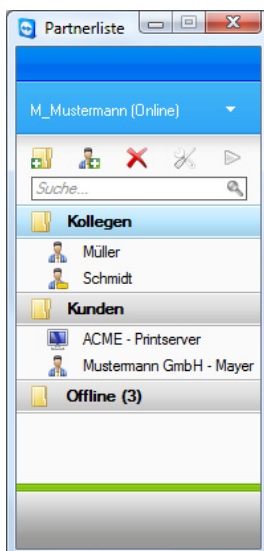 Partnerliste
M_Mustermann (Online)
Suche...
Kollegen
Müller
Schmidt
Kunden
ACME - Printserver
Mustermann GmbH - Mayer
Offline (3)